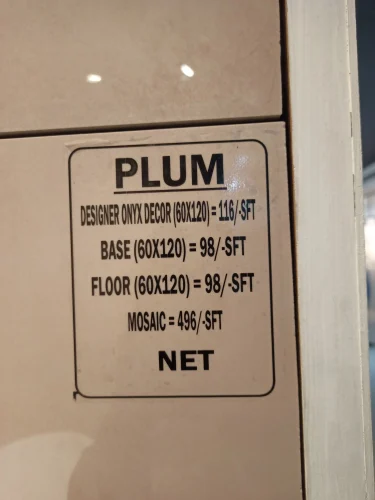 PLUM
DESIGNER ONYX DECOR (60X120) = 116/-SFT
BASE (60X120) = 98/-SFT
FLOOR (60X120) = 98/-SFT
MOSAIC = 496/-SFT
NET